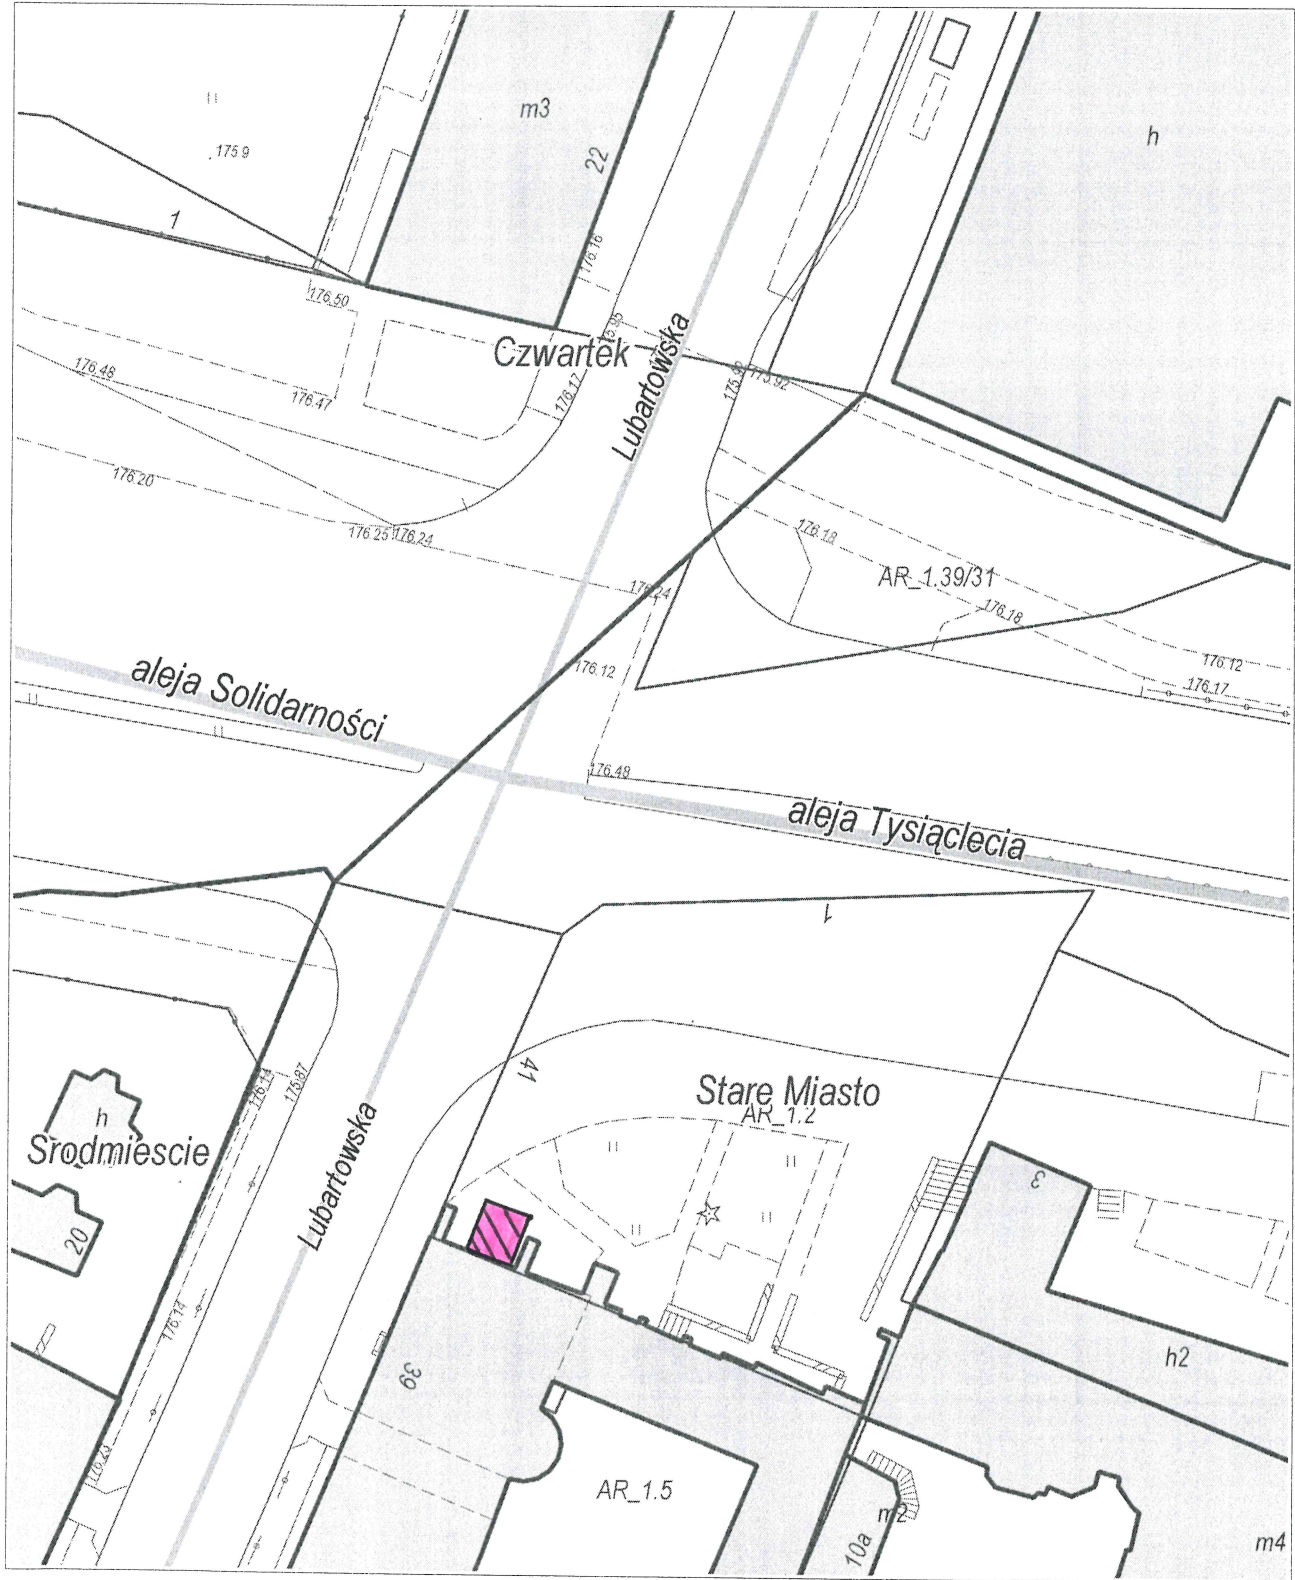 m3
h
22
175.9
1
176.16
176.50
Czwartek
Lubartowska
175.92
176.48
176.47
176.17
176.20
176.25
176.24
176.18
AR_1.39/31
176.24
176.18
176.12
176.12
176.17
aleja Solidarności
176.48
aleja Tysiąclecia
1
41
Stare Miasto
AR_1.2
176.14
175.87
h
Śródmieście
Lubartowska
3
20
176.14
39
h2
176.23
AR_1.5
m2
10a
m4